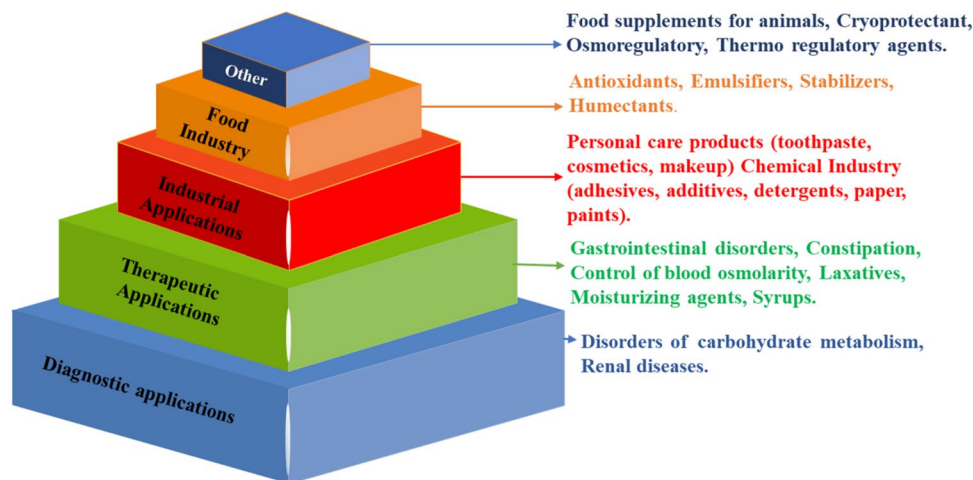 Other
Food supplements for animals, Cryoprotectant,
Osmoregulatory, Thermo regulatory agents.
Food
Industry
Antioxidants, Emulsifiers, Stabilizers,
Humectants.
Industrial
Applications
Personal care products (toothpaste,
cosmetics, makeup) Chemical Industry
(adhesives, additives, detergents, paper,
paints).
Therapeutic
Applications
Gastrointestinal disorders, Constipation,
Control of blood osmolarity, Laxatives,
Moisturizing agents, Syrups.
Diagnostic applications
Disorders of carbohydrate metabolism,
Renal diseases.